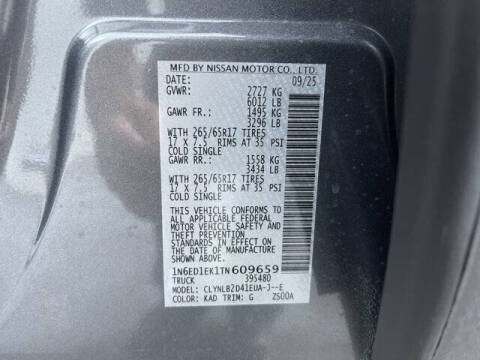 MFD BY NISSAN MOTOR CO., LTD.
DATE: 09/25
GVWR: 2727 KG
6012 LB
GAWR FR.: 1495 KG
3296 LB
WITH 265/65R17 TIRES
17 X 7.5 RIMS AT 35 PSI
COLD SINGLE
GAWR RR.: 1558 KG
3434 LB
WITH 265/65R17 TIRES
17 X 7.5 RIMS AT 35 PSI
COLD SINGLE
THIS VEHICLE CONFORMS TO
ALL APPLICABLE FEDERAL
MOTOR VEHICLE SAFETY AND
THEFT PREVENTION
STANDARDS IN EFFECT ON
THE DATE OF MANUFACTURE
SHOWN ABOVE
1N6ED1EK1TN609659
TRUCK 395480
MODEL: CLYNLB2D41EUA-J--E
COLOR: KAD TRIM: G ZS00A